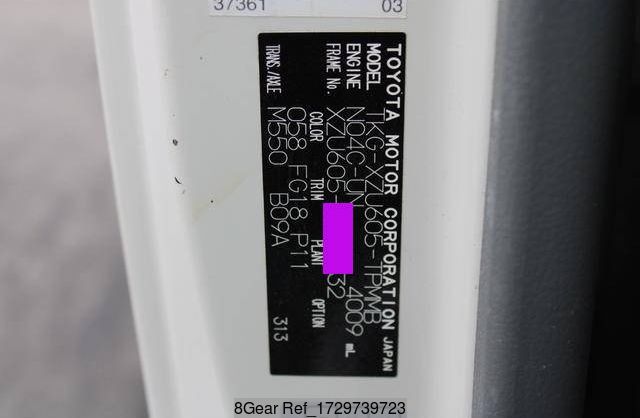 37361 03
TOYOTA MOTOR CORPORATION JAPAN
MODEL TKG-XZU605-TPMMB
ENGINE N04C-UN 4009 mL
FRAME No. XZU605- 32
COLOR TRIM PLANT OPTION
058 FG18 P11
TRANS./AXLE M550 B09A 313
8Gear Ref_1729739723